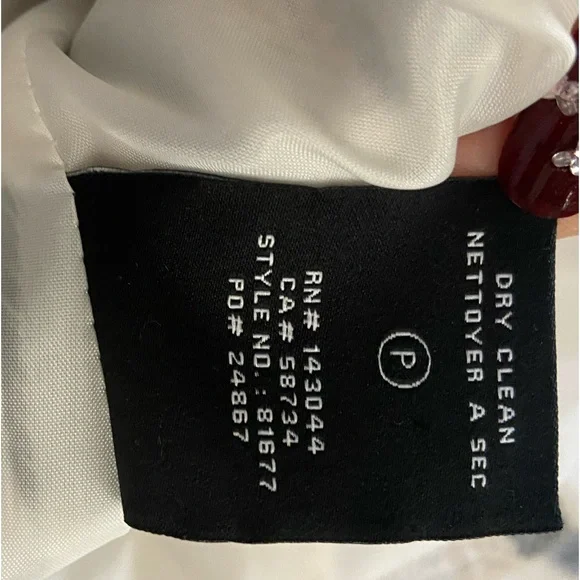 DRY CLEAN
NETTOYER A SEC
P
RN# 143044
CA# 58734
STYLE NO.: 81677
PO# 24867